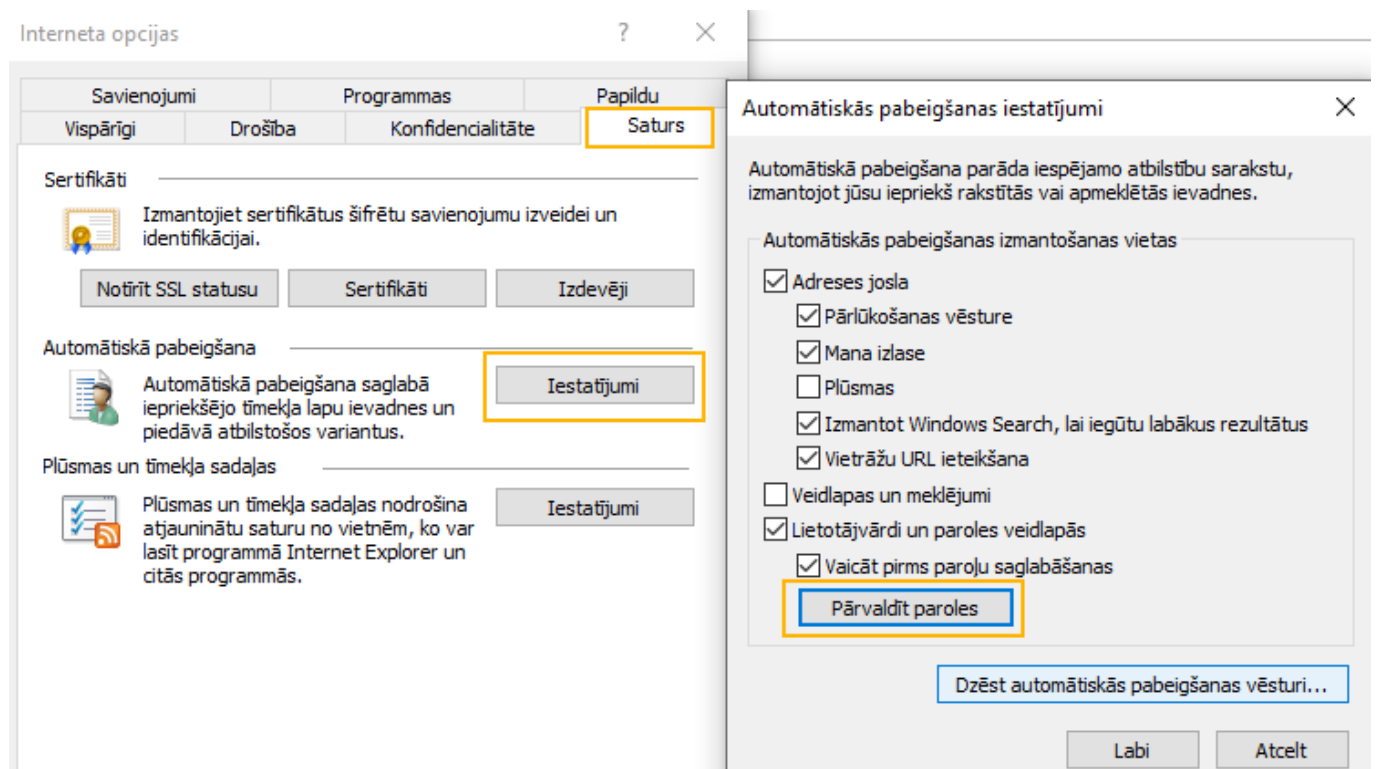 Interneta opcijas
?
Savienojumi
Programmas
Papildu
Vispārīgi
Drošība
Konfidencialitāte
Saturs
Sertifikāti
Izmantojiet sertifikātus šifrētu savienojumu izveidei un
identifikācijai.
Notīrīt SSL statusu
Sertifikāti
Izdevēji
Automātiskā pabeigšana
Automātiskā pabeigšana saglabā
iepriekšējo tīmekļa lapu ievadnes un
piedāvā atbilstošos variantus.
Iestatījumi
Plūsmas un tīmekļa sadaļas
Plūsmas un tīmekļa sadaļas nodrošina
atjauninātu saturu no vietnēm, ko var
lasīt programmā Internet Explorer un
citās programmās.
Iestatījumi
Automātiskās pabeigšanas iestatījumi
Automātiskā pabeigšana parāda iespējamo atbilstību sarakstu,
izmantojot jūsu iepriekš rakstītās vai apmeklētās ievadnes.
Automātiskās pabeigšanas izmantošanas vietas
Adreses josla
Pārlūkošanas vēsture
Mana izlase
Plūsmas
Izmantot Windows Search, lai iegūtu labākus rezultātus
Vietrāžu URL ieteikšana
Veidlapas un meklējumi
Lietotājvārdi un paroles veidlapās
Vaicāt pirms paroļu saglabāšanas
Pārvaldīt paroles
Dzēst automātiskās pabeigšanas vēsturi...
Labi
Atcelt